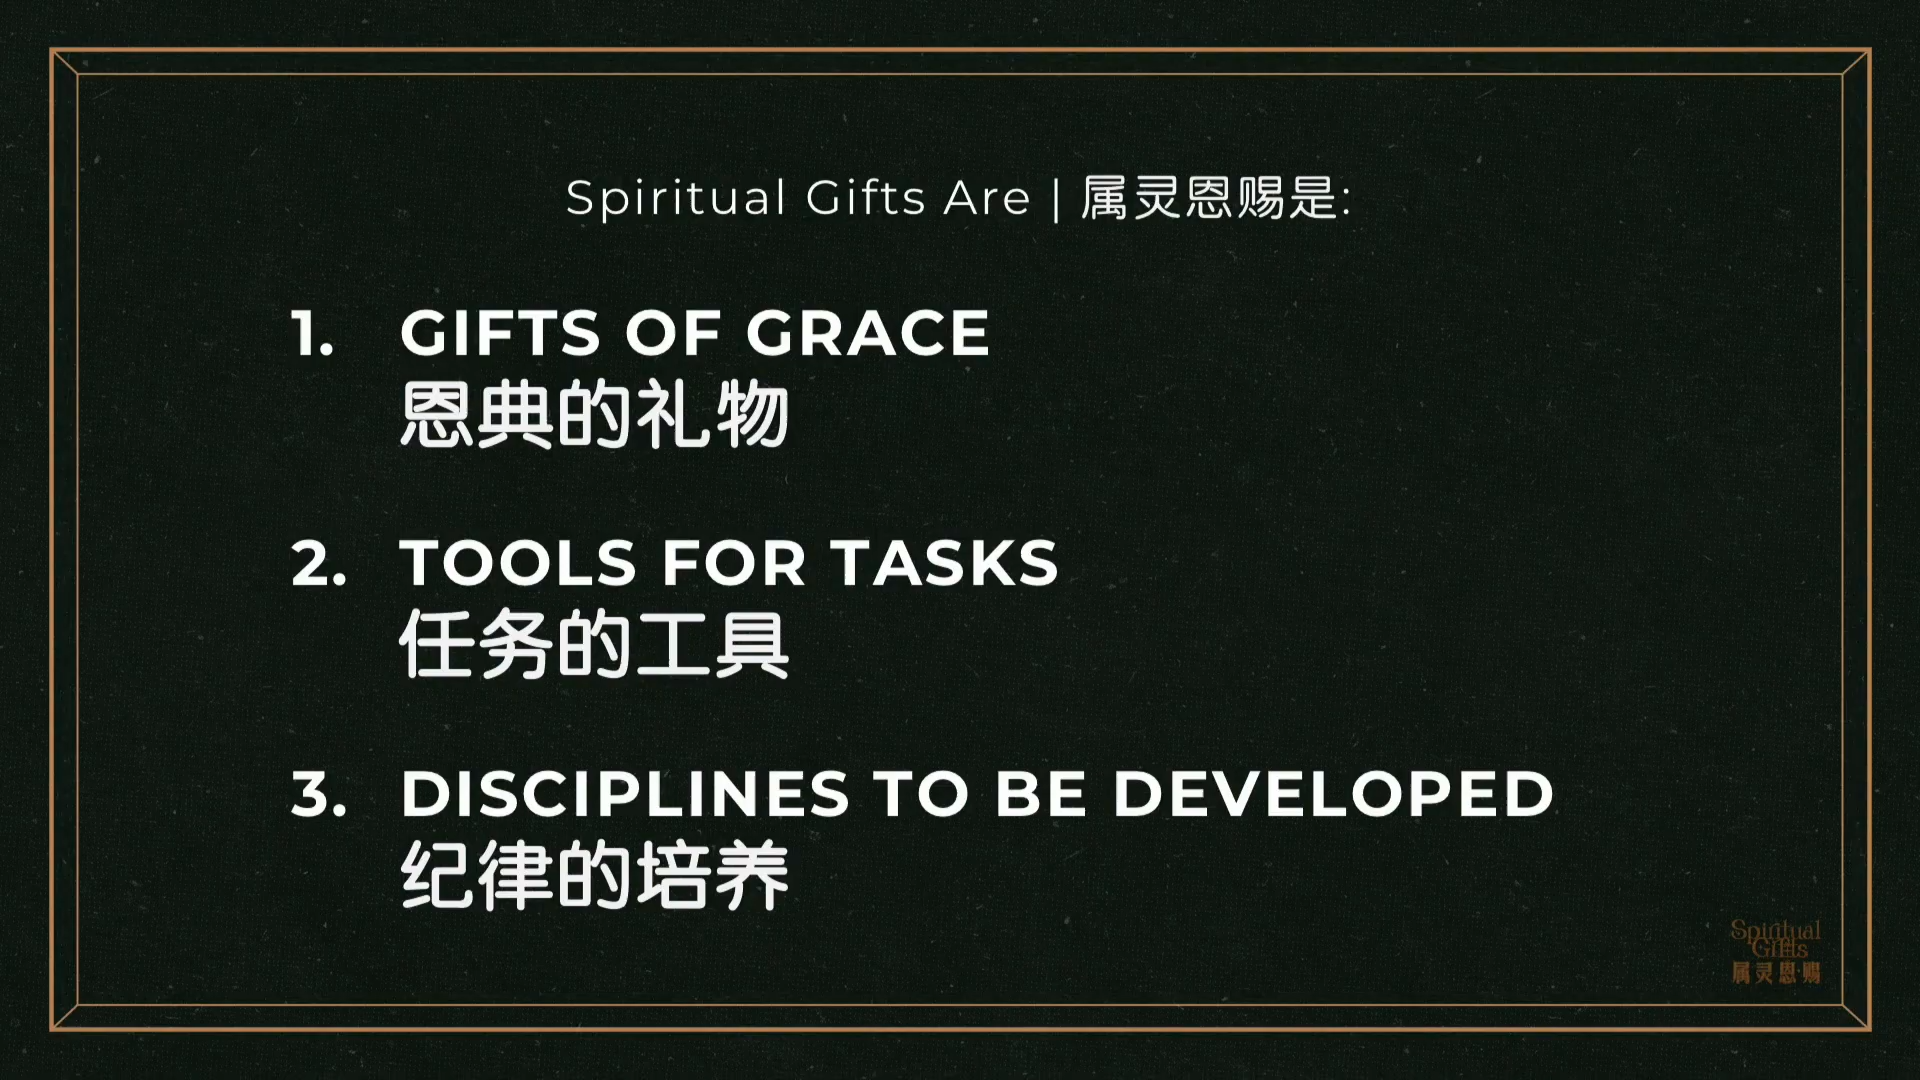 Spiritual Gifts Are | 属灵恩赐是:
1. GIFTS OF GRACE
恩典的礼物
2. TOOLS FOR TASKS
任务的工具
3. DISCIPLINES TO BE DEVELOPED
纪律的培养
Spiritual
Gifts
属灵恩赐